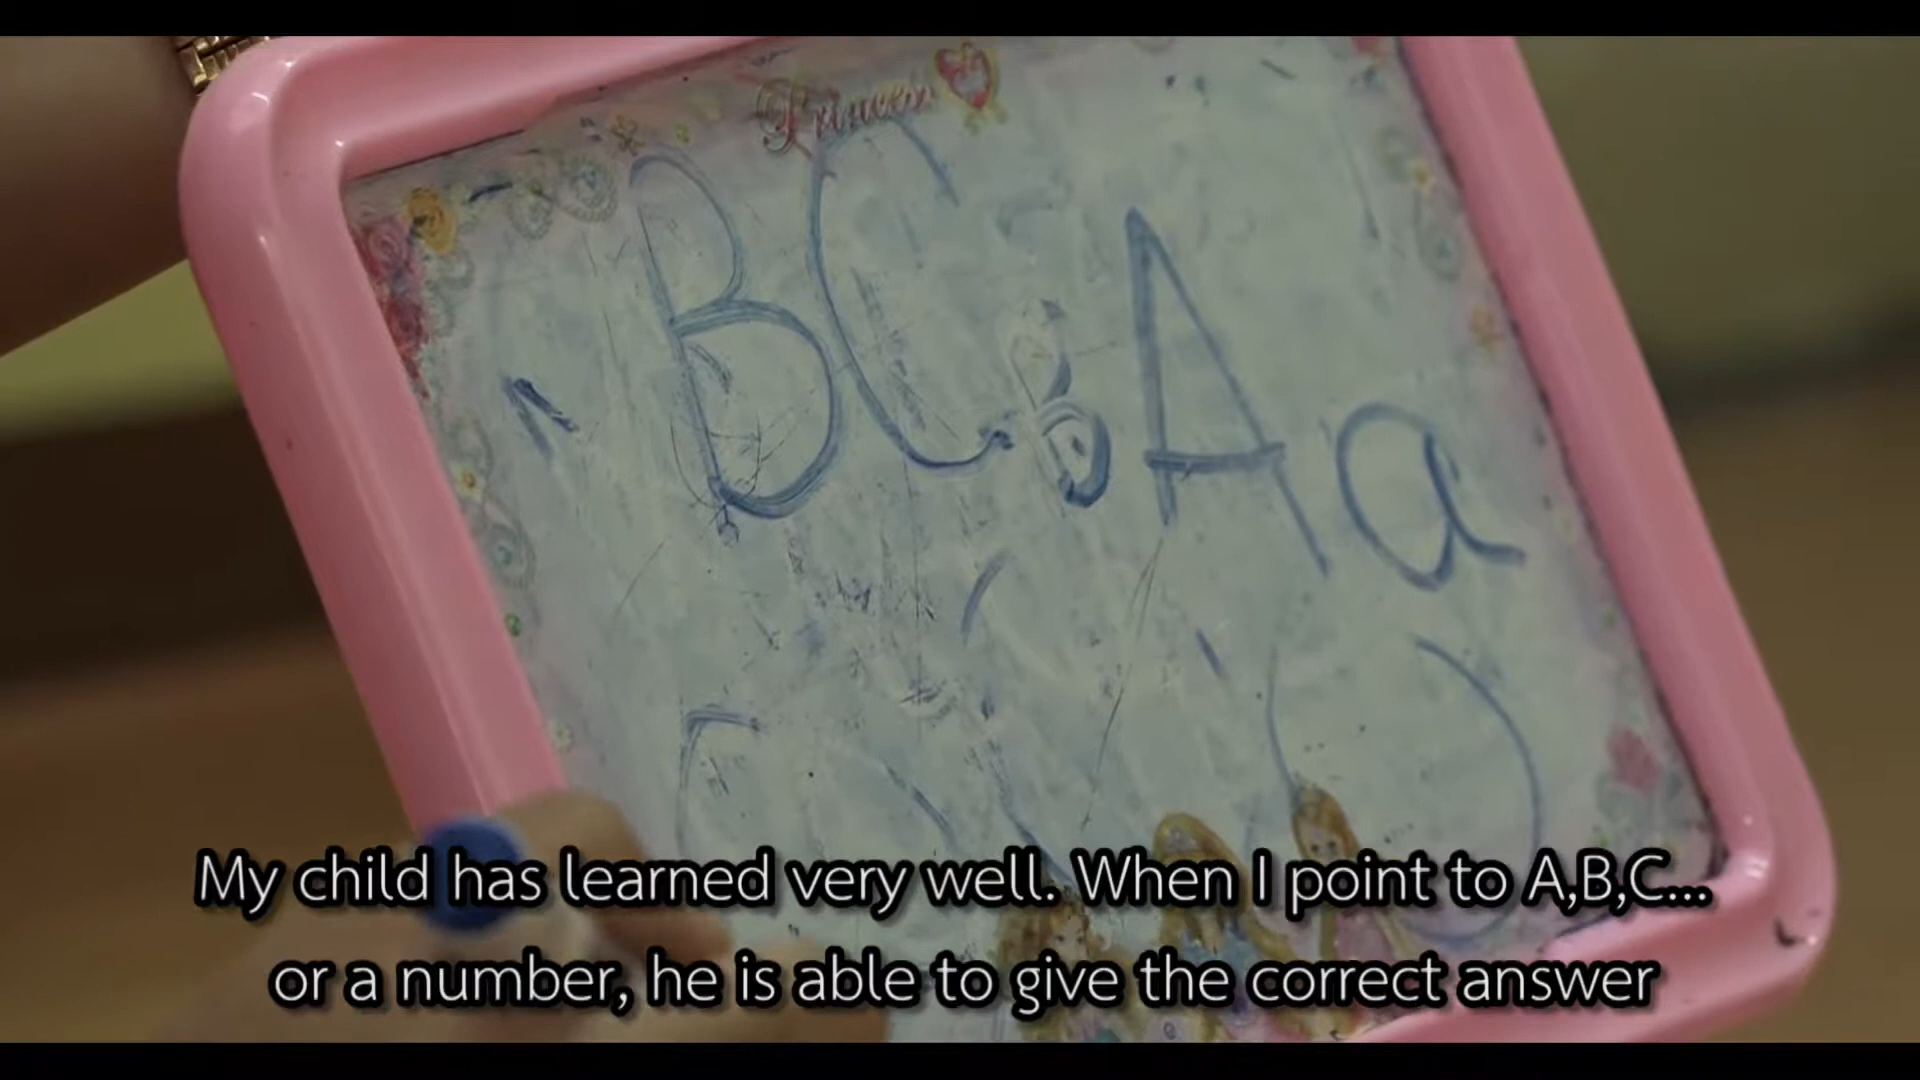 Princess
B C B A a
My child has learned very well. When I point to A,B,C...
or a number, he is able to give the correct answer